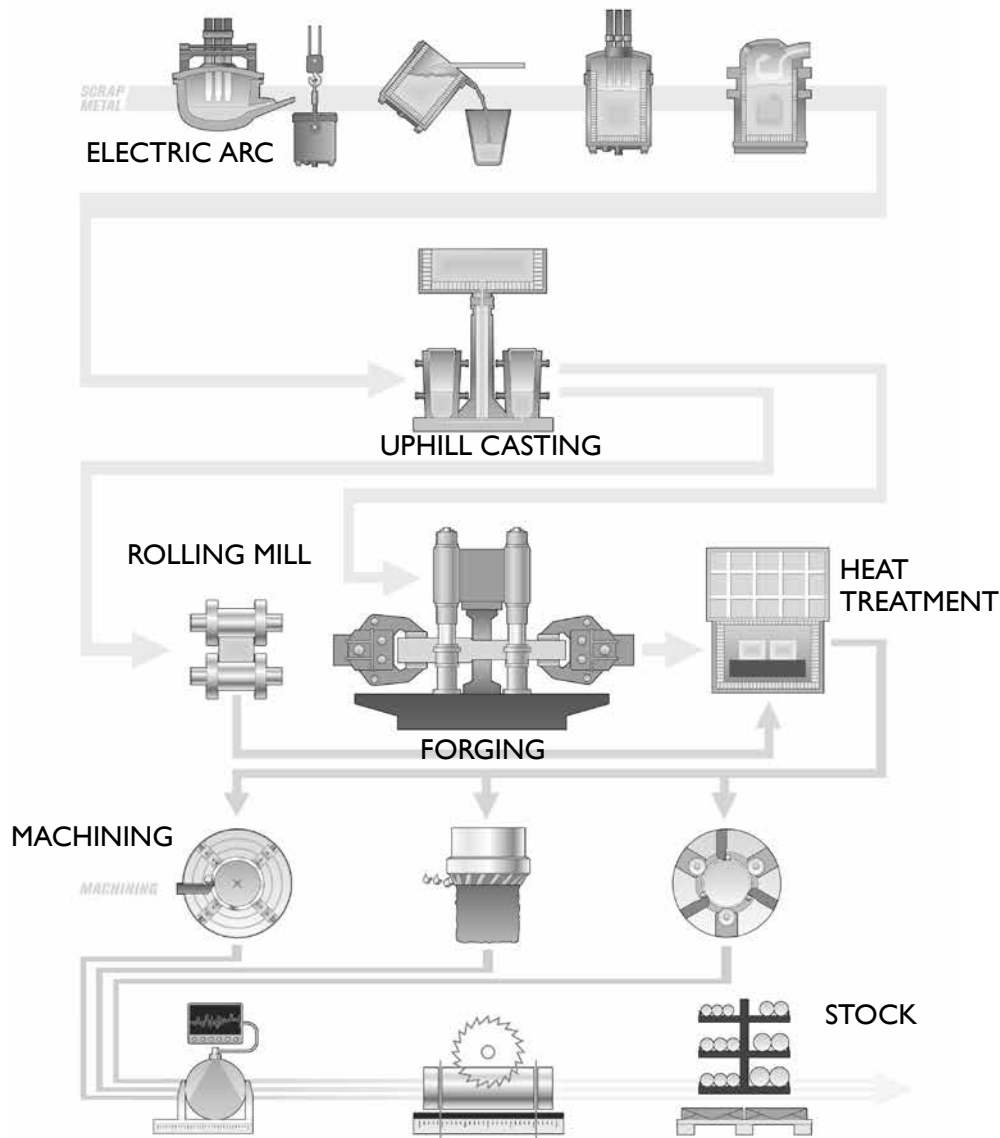 SCRAP
METAL
ELECTRIC ARC
UPHILL CASTING
ROLLING MILL
HEAT
TREATMENT
FORGING
MACHINING
MACHINING
STOCK